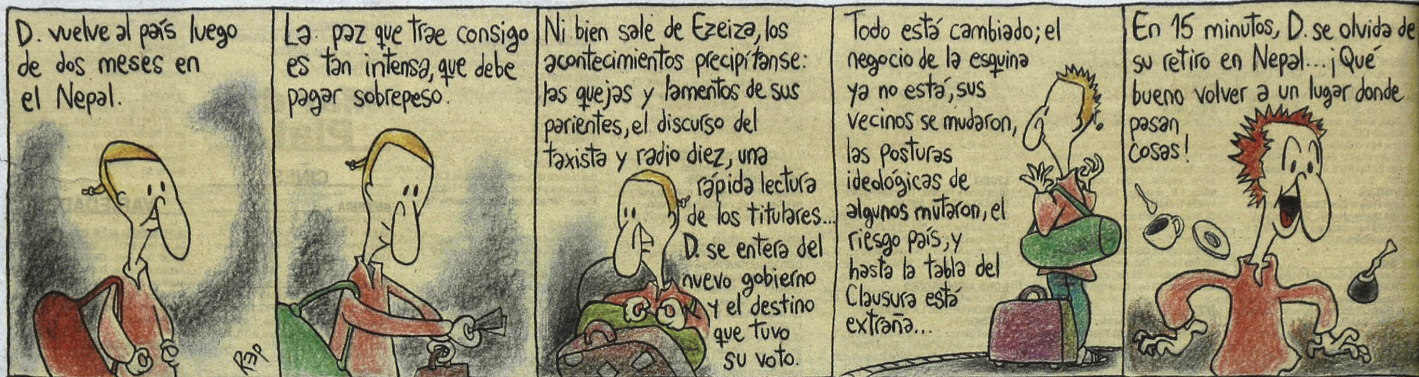 D. vuelve al país luego
de dos meses en
el Nepal.
Rep
La paz que trae consigo
es tan intensa, que debe
pagar sobrepeso.
Ni bien sale de Ezeiza, los
acontecimientos precipítanse:
las quejas y lamentos de sus
parientes, el discurso del
taxista y radio diez, una
rápida lectura
de los titulares...
D. se entera del
nuevo gobierno
y el destino
que tuvo
su voto.
Todo está cambiado; el
negocio de la esquina
ya no está, sus
vecinos se mudaron,
las posturas
ideológicas de
algunos mutaron, el
riesgo país, y
hasta la tabla del
Clausura está
extraña...
En 15 minutos, D. se olvida de
su retiro en Nepal... ¡Qué
bueno volver a un lugar donde
pasan
cosas!